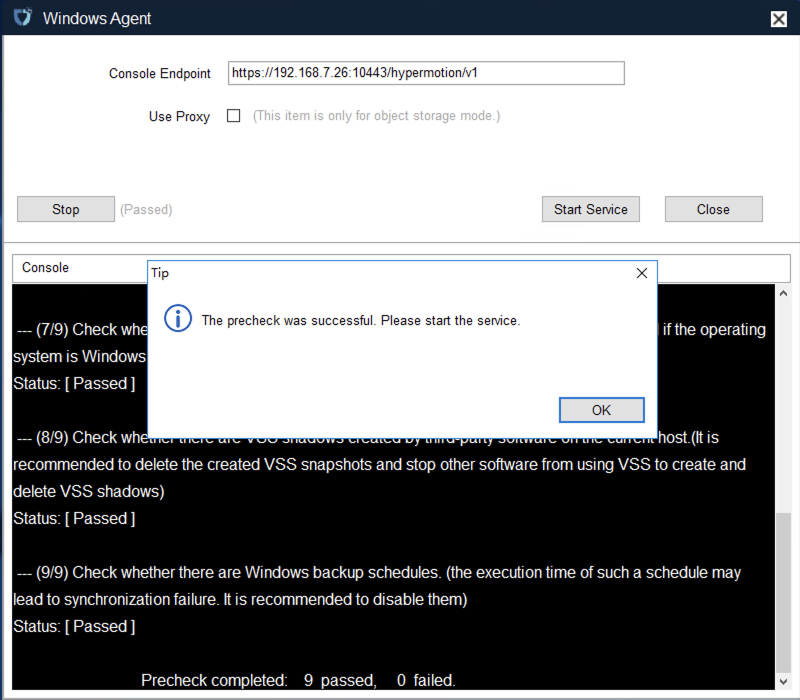 Windows Agent
Console Endpoint https://192.168.7.26:10443/hypermotion/v1
Use Proxy (This item is only for object storage mode.)
Stop (Passed) Start Service Close
Console
Tip
The precheck was successful. Please start the service.
OK
--- (7/9) Check whe if the operating
system is Windows
Status: [ Passed ]
--- (8/9) Check whether there are VSS shadows created by third-party software on the current host.(It is
recommended to delete the created VSS snapshots and stop other software from using VSS to create and
delete VSS shadows)
Status: [ Passed ]
--- (9/9) Check whether there are Windows backup schedules. (the execution time of such a schedule may
lead to synchronization failure. It is recommended to disable them)
Status: [ Passed ]
Precheck completed: 9 passed, 0 failed.